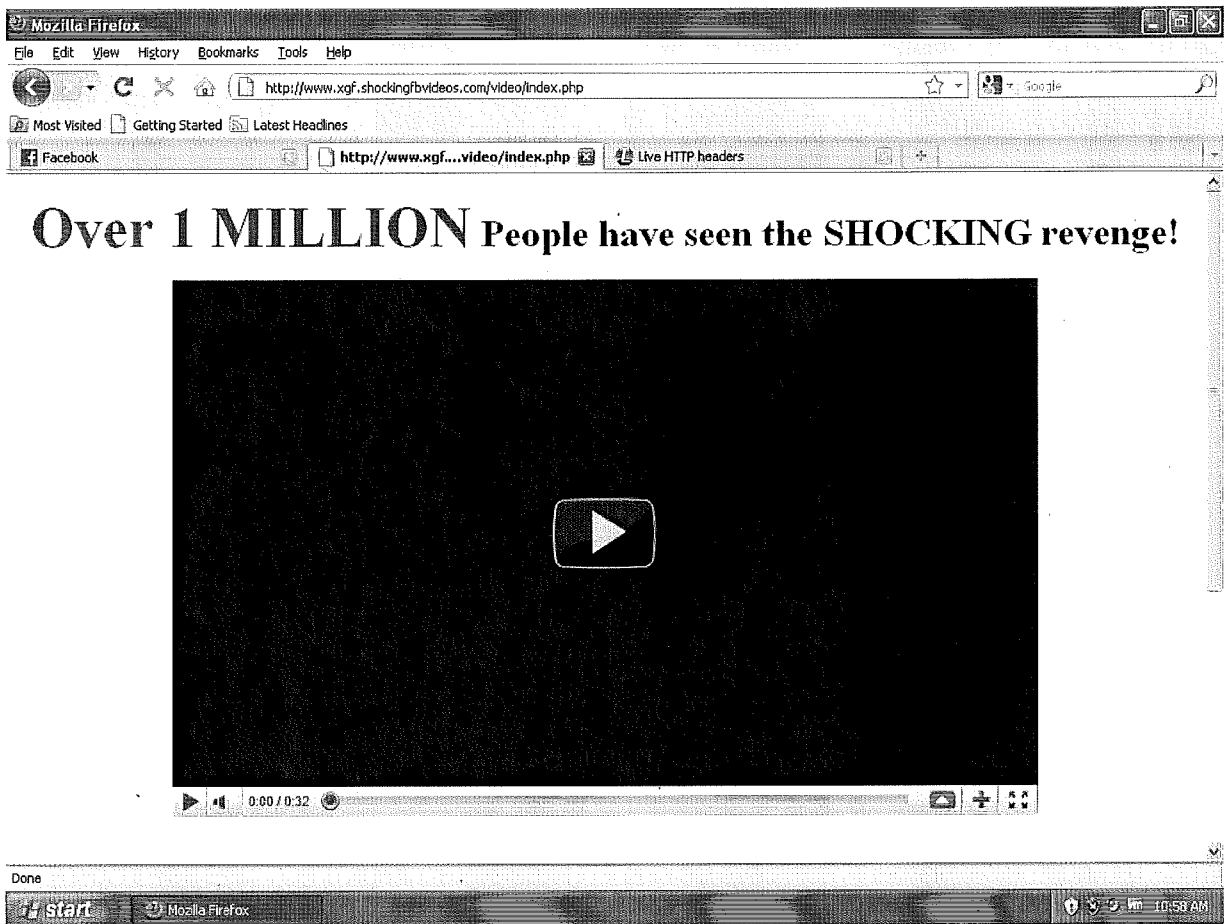 Mozilla Firefox
File Edit View History Bookmarks Tools Help
http://www.xgf.shockingfbvideos.com/video/index.php
Google
Most Visited Getting Started Latest Headlines
Facebook http://www.xgf....video/index.php Live HTTP headers
Over 1 MILLION People have seen the SHOCKING revenge!
0:00 / 0:32
Done
start Mozilla Firefox 10:58 AM